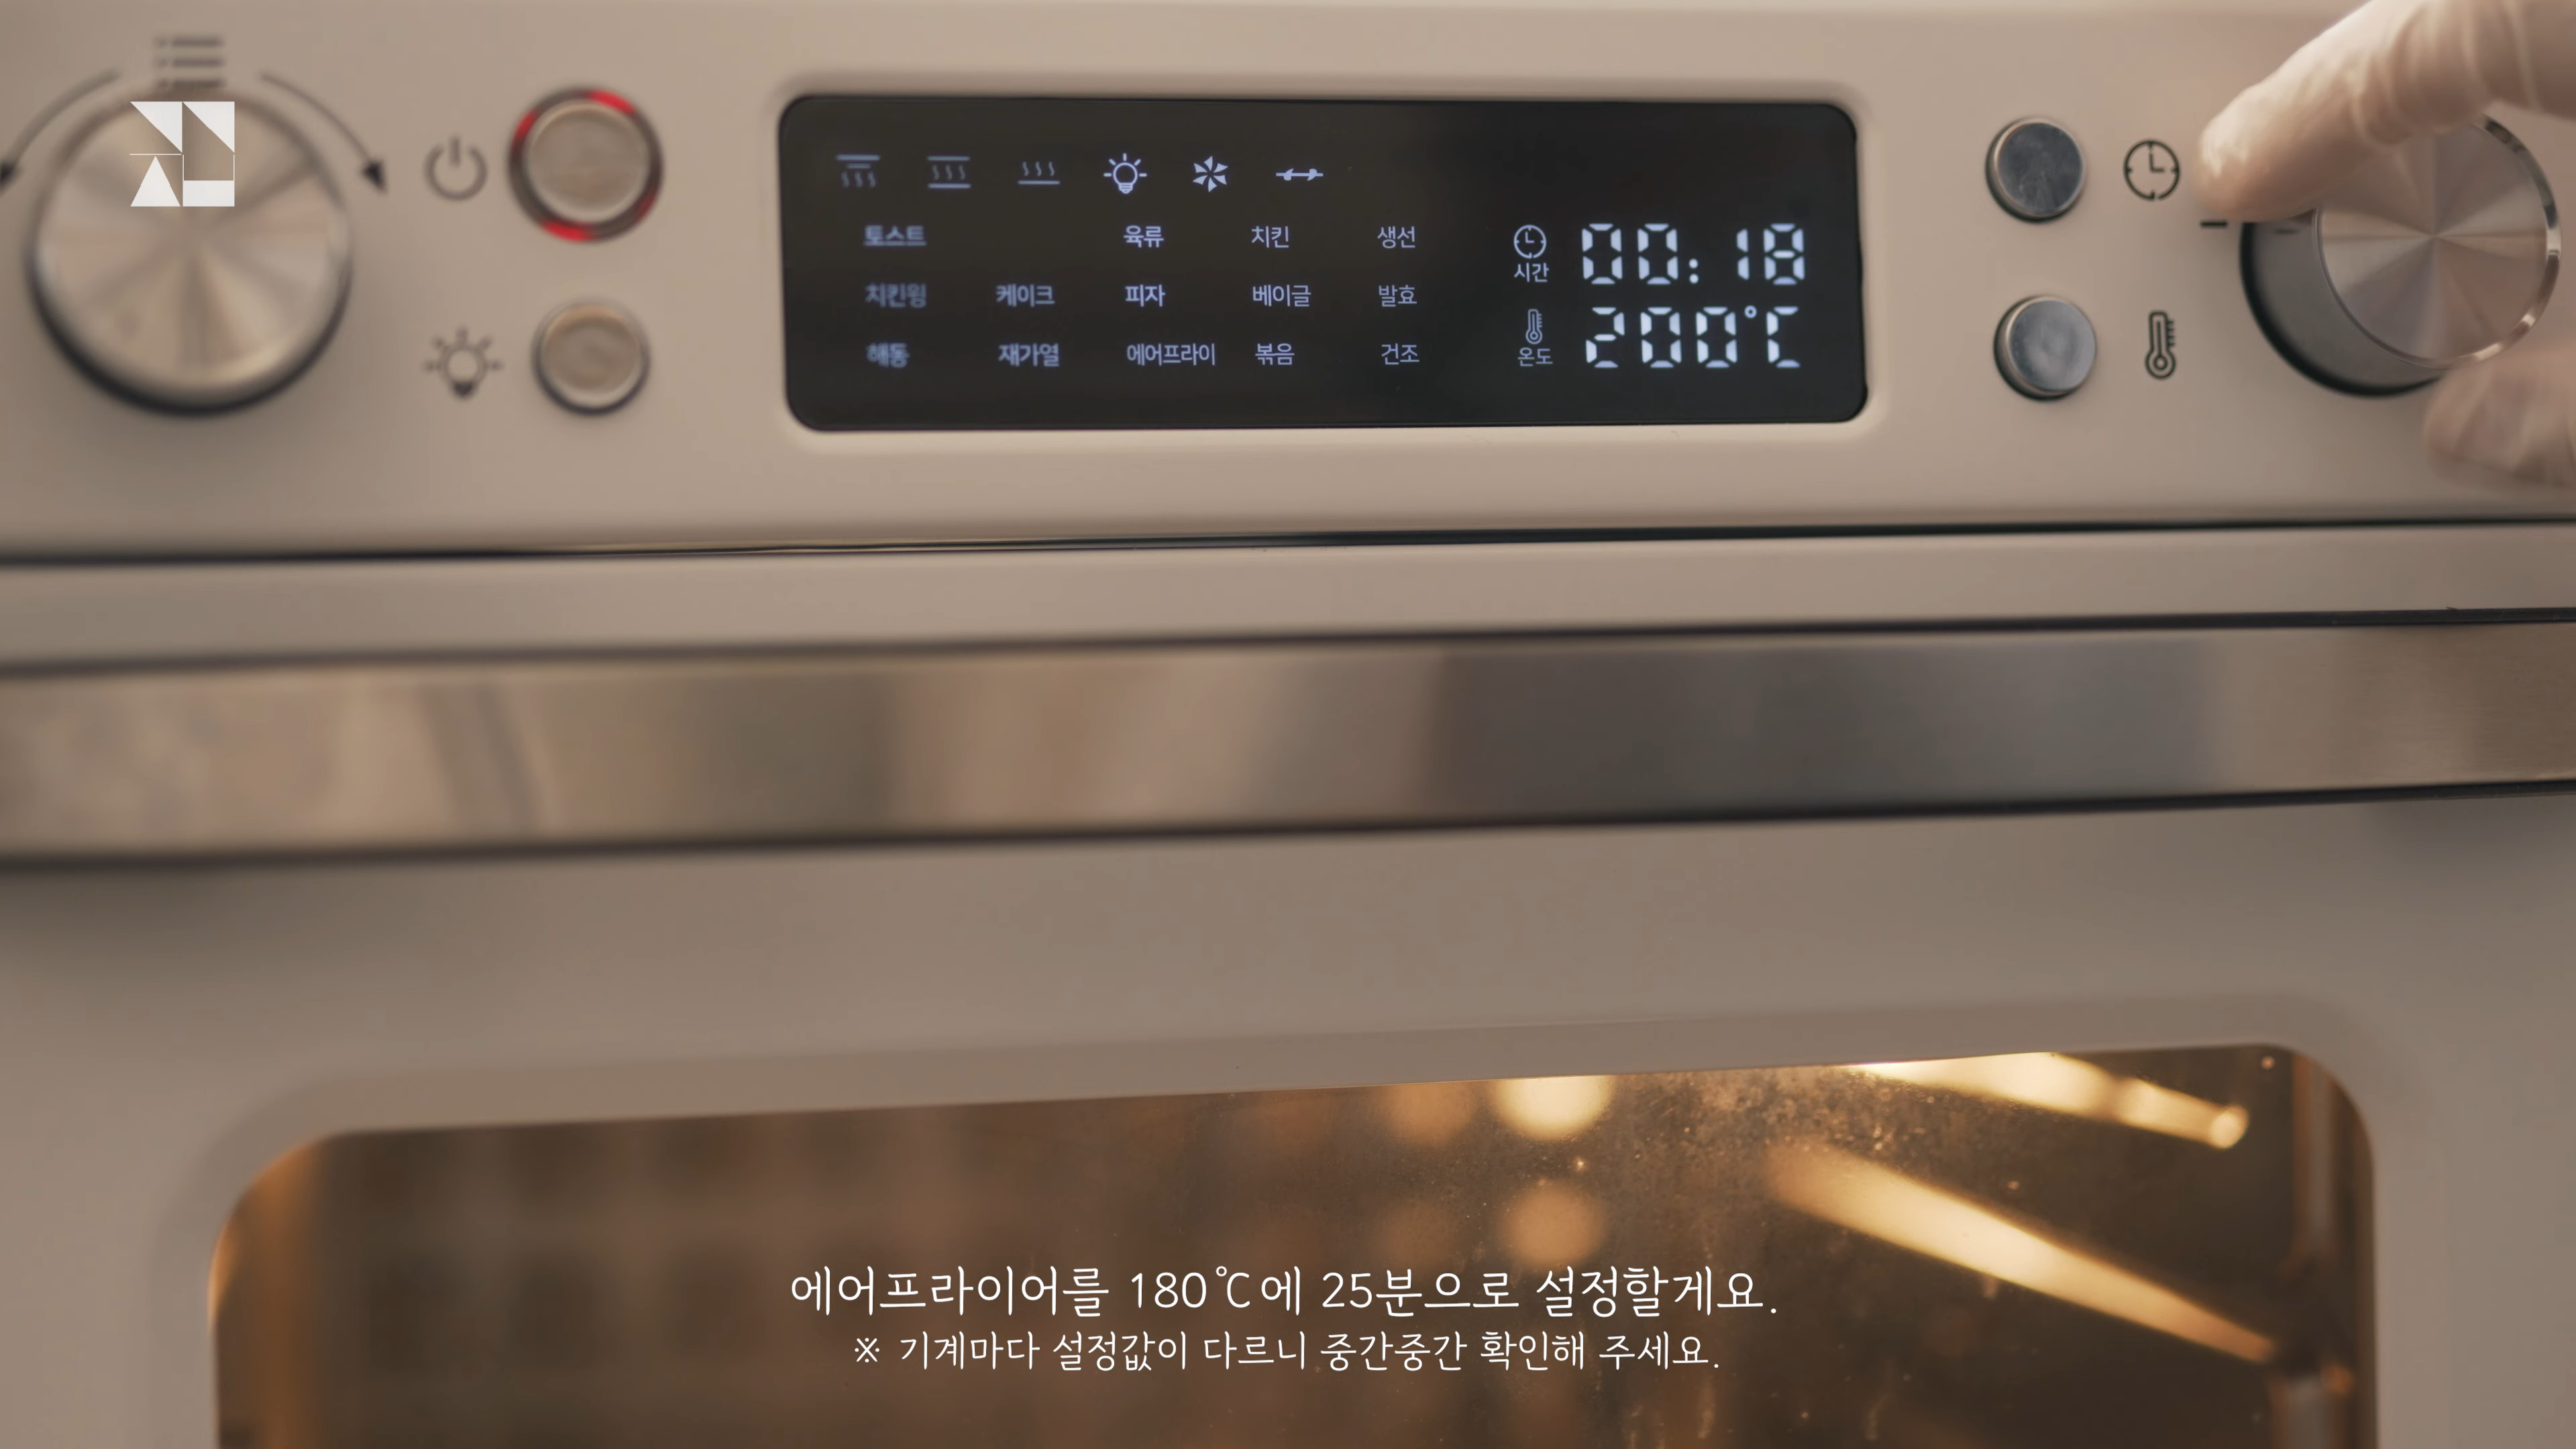 토스트 육류 치킨 생선
치킨윙 케이크 피자 베이글 발효
해동 재가열 에어프라이 볶음 건조
시간 00:18
온도 200°C
에어프라이어를 180℃에 25분으로 설정할게요.
※ 기계마다 설정값이 다르니 중간중간 확인해 주세요.